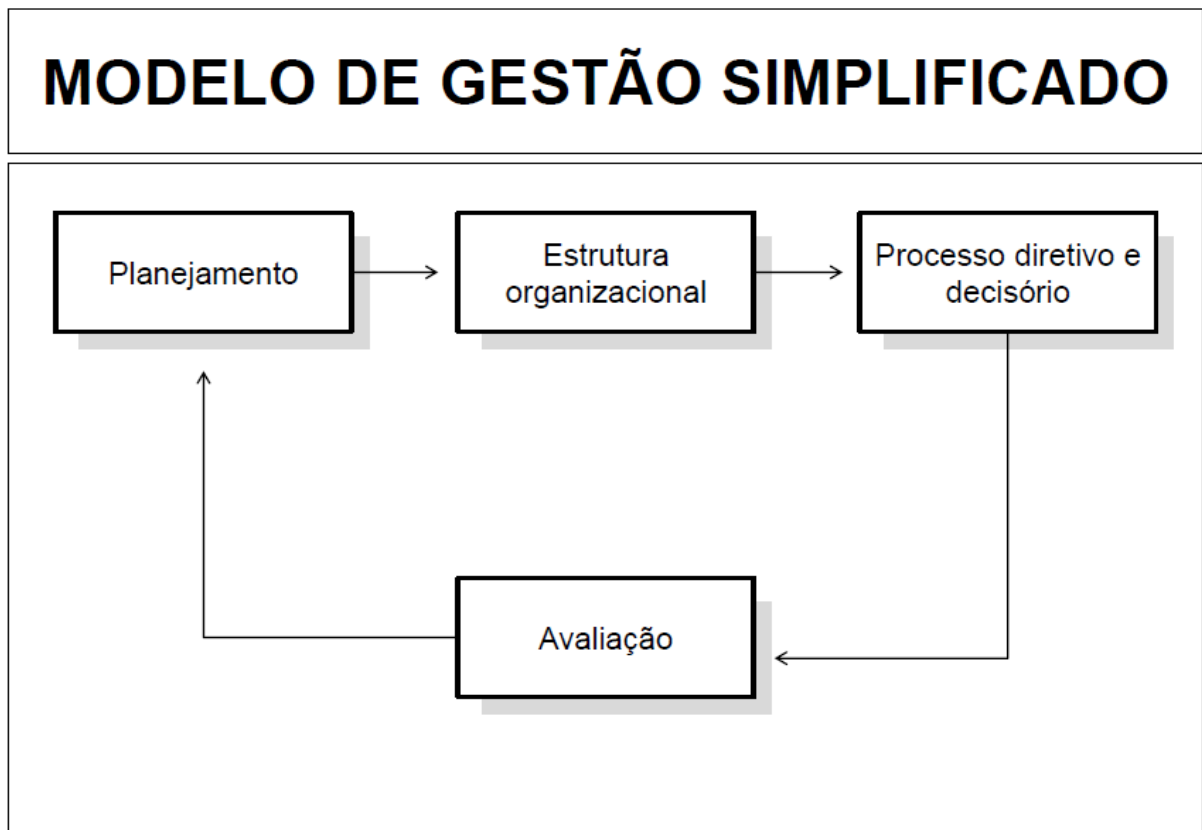 MODELO DE GESTÃO SIMPLIFICADO
Planejamento
Estrutura
organizacional
Processo diretivo e
decisório
Avaliação